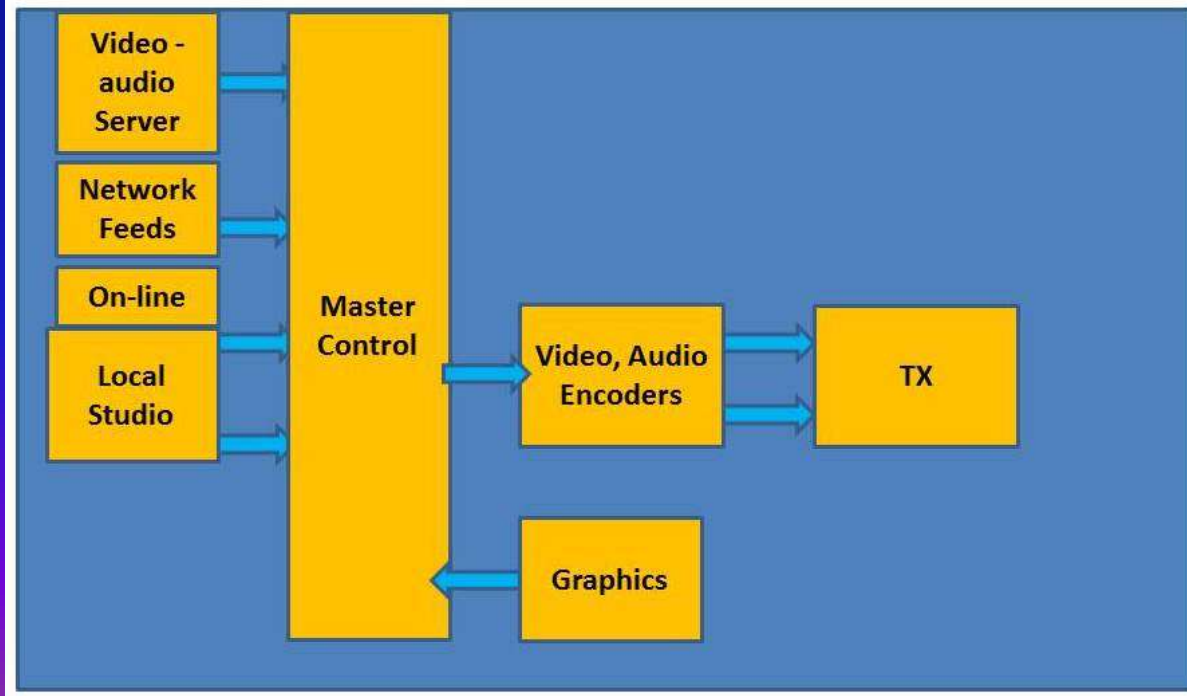 Video -
audio
Server
Network
Feeds
On-line
Local
Studio
Master
Control
Video, Audio
Encoders
TX
Graphics